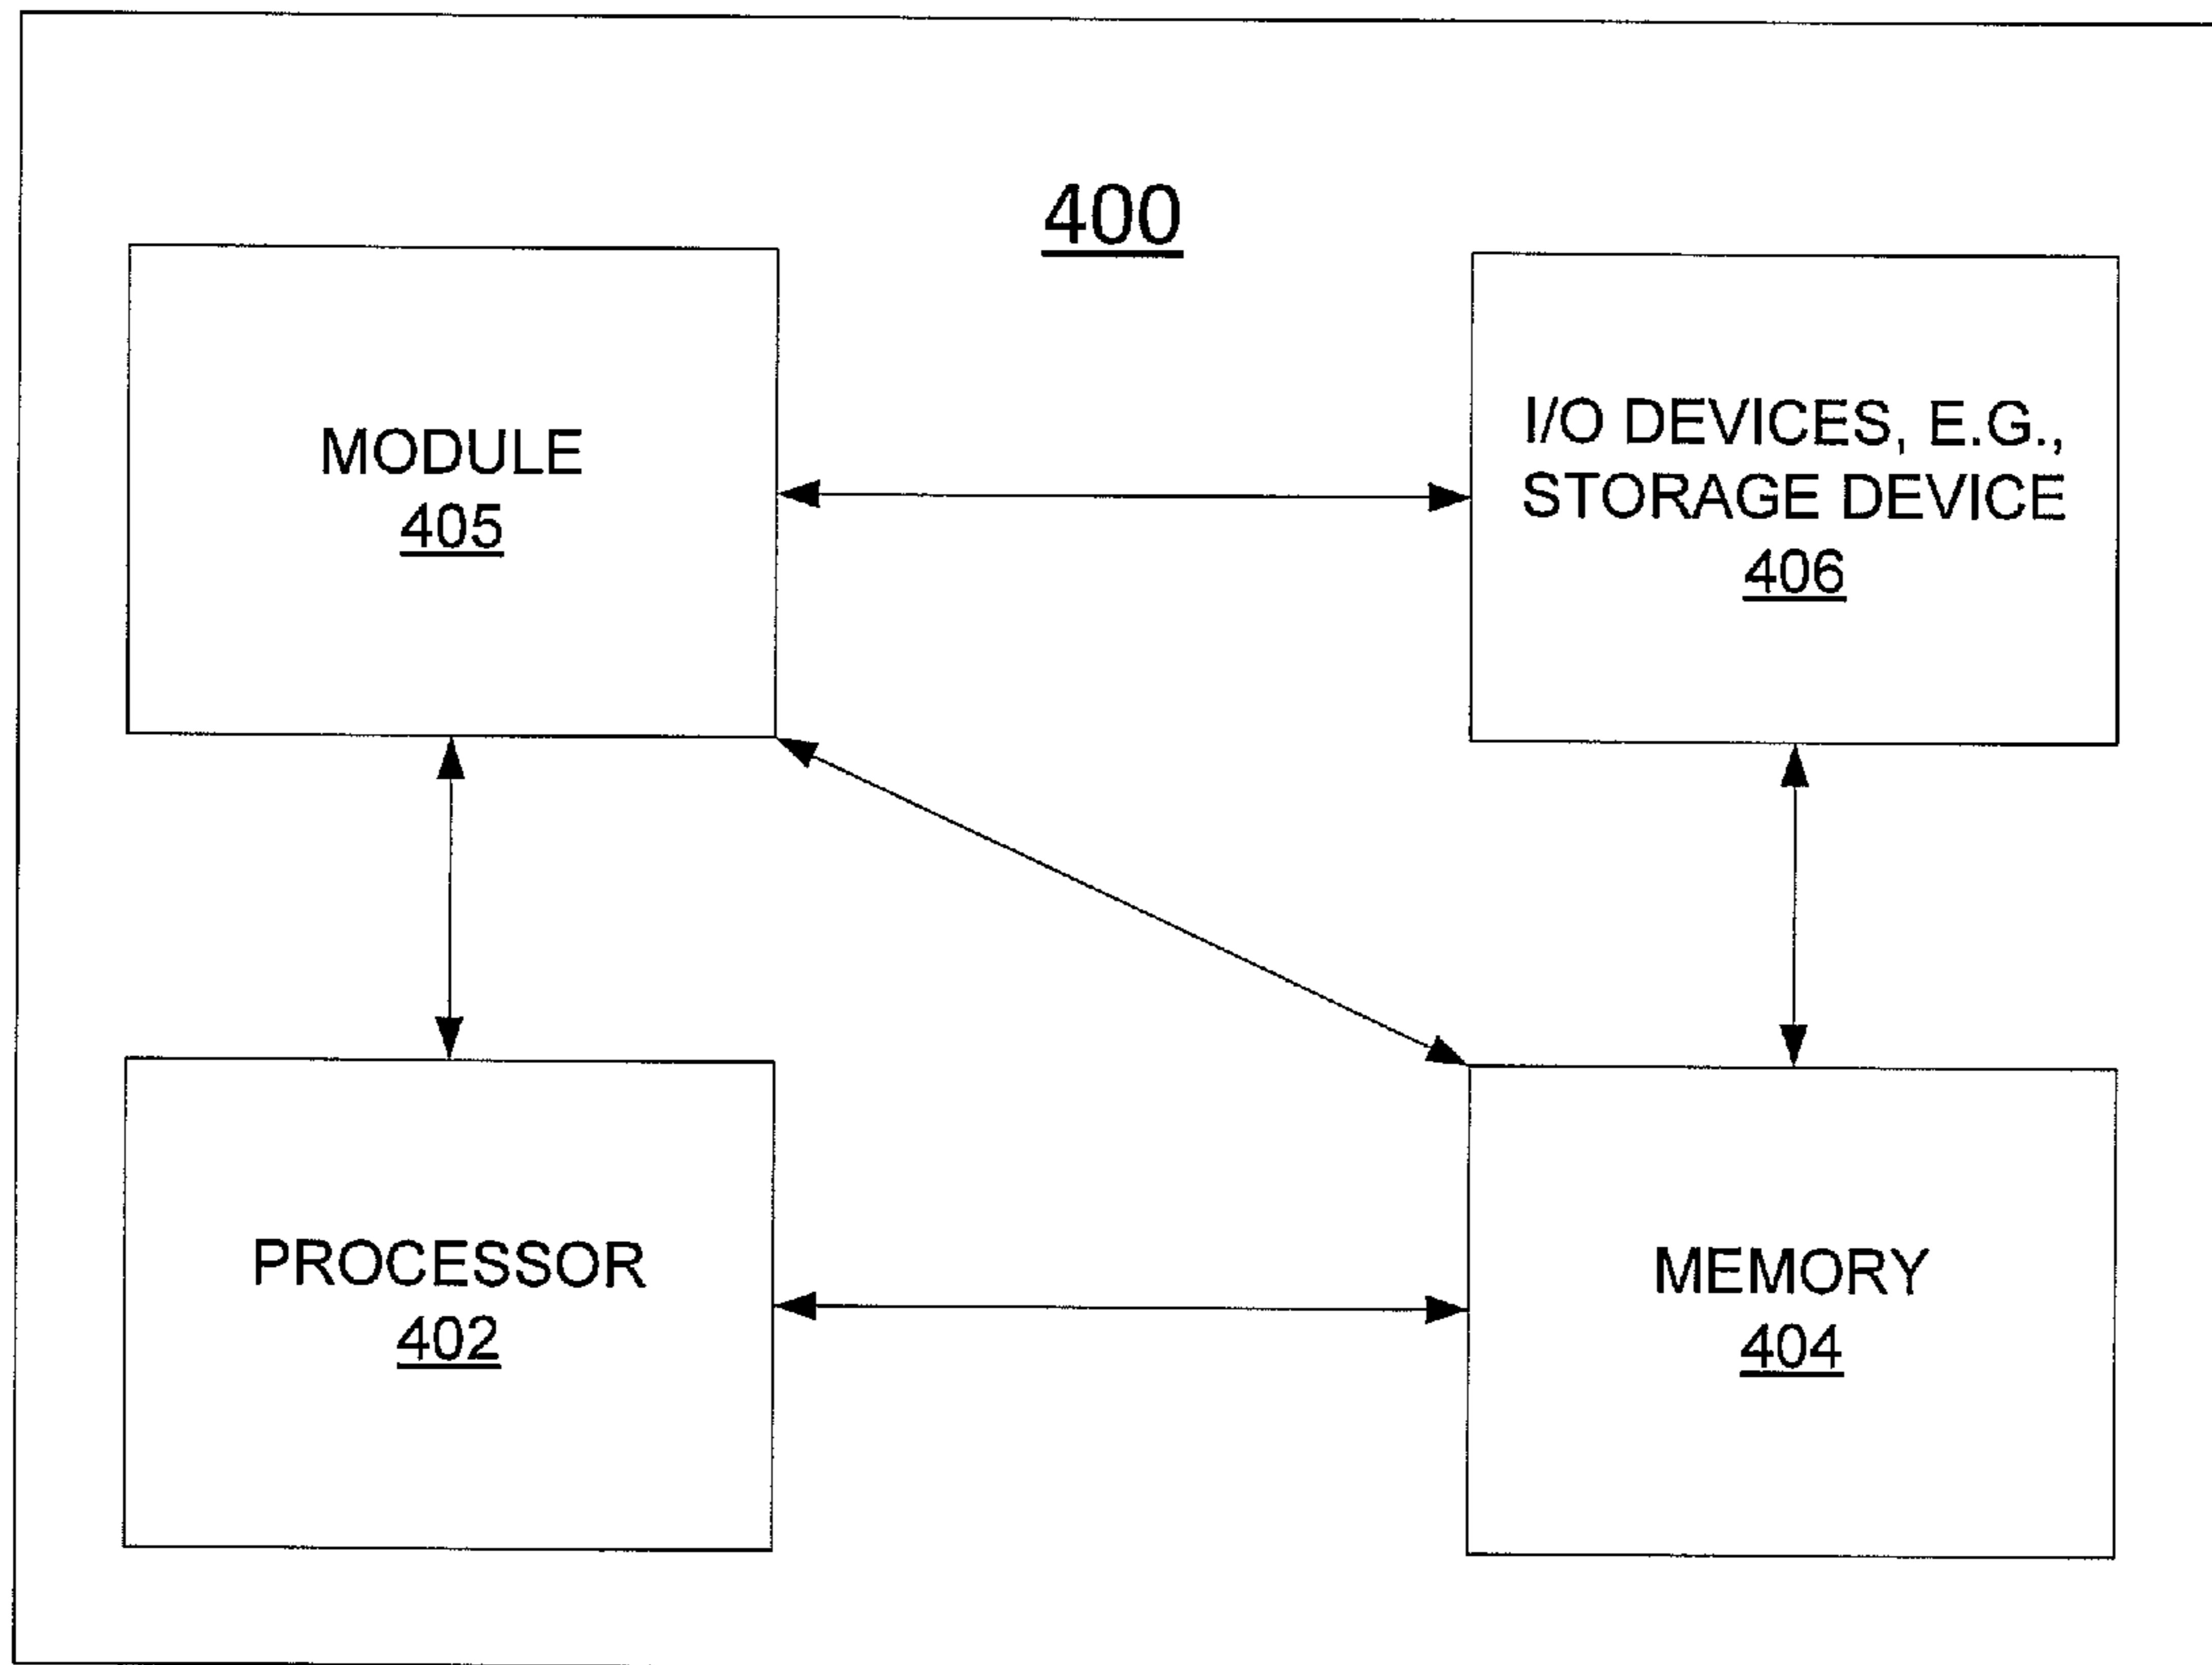 400
MODULE
405
I/O DEVICES, E.G.,
STORAGE DEVICE
406
PROCESSOR
402
MEMORY
404